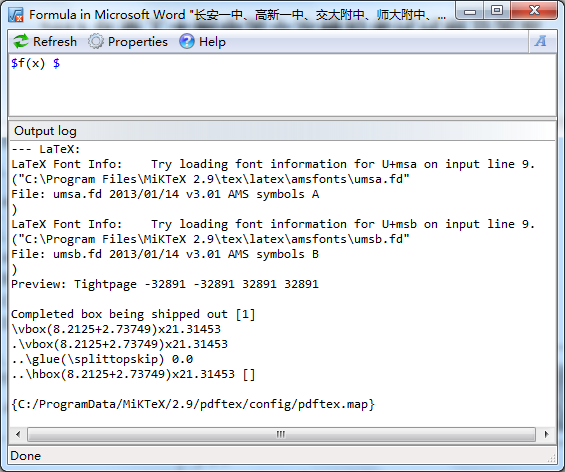 Formula in Microsoft Word "长安一中、高新一中、交大附中、师大附中、...
Refresh Properties Help A
$f(x) $
Output log
--- LaTeX:
LaTeX Font Info:    Try loading font information for U+msa on input line 9.
("C:\Program Files\MiKTeX 2.9\tex\latex\amsfonts\umsa.fd"
File: umsa.fd 2013/01/14 v3.01 AMS symbols A
)
LaTeX Font Info:    Try loading font information for U+msb on input line 9.
("C:\Program Files\MiKTeX 2.9\tex\latex\amsfonts\umsb.fd"
File: umsb.fd 2013/01/14 v3.01 AMS symbols B
)
Preview: Tightpage -32891 -32891 32891 32891
Completed box being shipped out [1]
\vbox(8.2125+2.73749)x21.31453
.\vbox(8.2125+2.73749)x21.31453
..\glue(\splittopskip) 0.0
..\hbox(8.2125+2.73749)x21.31453 []
{C:/ProgramData/MiKTeX/2.9/pdftex/config/pdftex.map}
Done